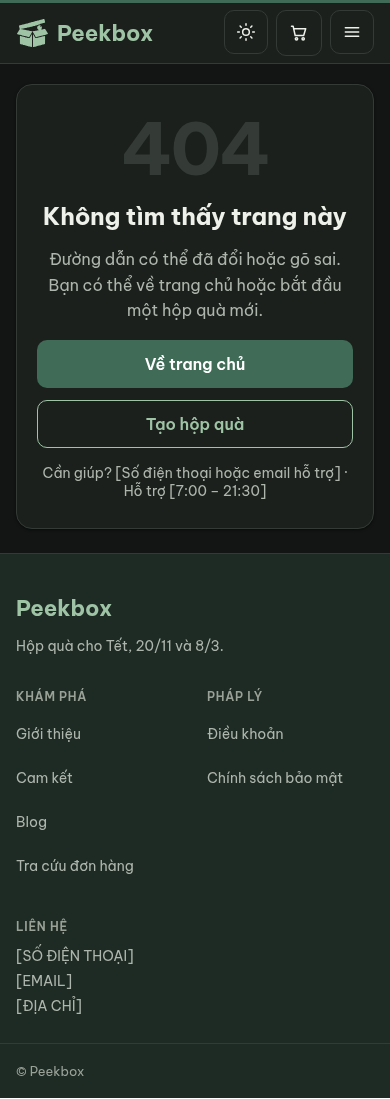 Peekbox
404
Không tìm thấy trang này
Đường dẫn có thể đã đổi hoặc gõ sai.
Bạn có thể về trang chủ hoặc bắt đầu
một hộp quà mới.
Về trang chủ
Tạo hộp quà
Cần giúp? [Số điện thoại hoặc email hỗ trợ] ·
Hỗ trợ [7:00 – 21:30]
Peekbox
Hộp quà cho Tết, 20/11 và 8/3.
KHÁM PHÁ
Giới thiệu
Cam kết
Blog
Tra cứu đơn hàng
PHÁP LÝ
Điều khoản
Chính sách bảo mật
LIÊN HỆ
[SỐ ĐIỆN THOẠI]
[EMAIL]
[ĐỊA CHỈ]
© Peekbox